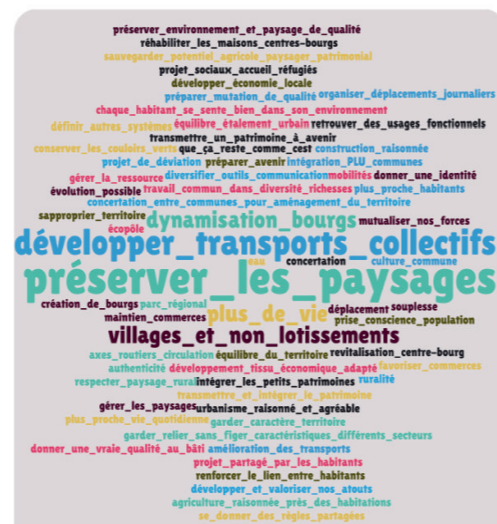 préserver_environnement_et_paysage_de_qualité
réhabiliter_les_maisons_centres-bourgs
sauvegarder_potentiel_agricole_paysager_patrimonial
projet_sociaux_accueil_réfugiés
développer_économie_locale
préparer_mutation_de_qualité organiser_déplacements_journaliers
chaque_habitant_se_sente_bien_dans_son_environnement
définir_autres_systèmes équilibre_étalement_urbain retrouver_des_usages_fonctionnels
transmettre_un_patrimoine_à_avenir
conserver_les_couloirs_verts que_ça_reste_comme_cest construction_raisonnée
projet_de_déviation préparer_avenir intégration_PLU_communes
gérer_la_ressource diversifier_outils_communication mobilités donner_une_identité
évolution_possible travail_commun_dans_diversité_richesses plus_proche_habitants
concertation_entre_communes_pour_aménagement_du_territoire
sapproprier_territoire dynamisation_bourgs mutualiser_nos_forces
écopôle
développer_transports_collectifs
eau concertation culture_commune
préserver_les_paysages
création_de_bourgs parc_régional plus_de_vie déplacement souplesse
maintien_commerces prise_conscience_population
villages_et_non_lotissements
axes_routiers_circulation équilibre_du_territoire revitalisation_centre-bourg
authenticité développement_tissu_économique_adapté favoriser_commerces
respecter_paysage_rural intégrer_les_petits_patrimoines ruralité
transmettre_et_intégrer_le_patrimoine
gérer_les_paysages urbanisme_raisonné_et_agréable
plus_proche_vie_quotidienne garder_caractère_territoire
garder_relier_sans_figer_caractéristiques_différents_secteurs
donner_une_vraie_qualité_au_bâti amélioration_des_transports
projet_partagé_par_les_habitants
renforcer_le_lien_entre_habitants
développer_et_valoriser_nos_atouts
agriculture_raisonnée_près_des_habitations
se_donner_des_règles_partagées